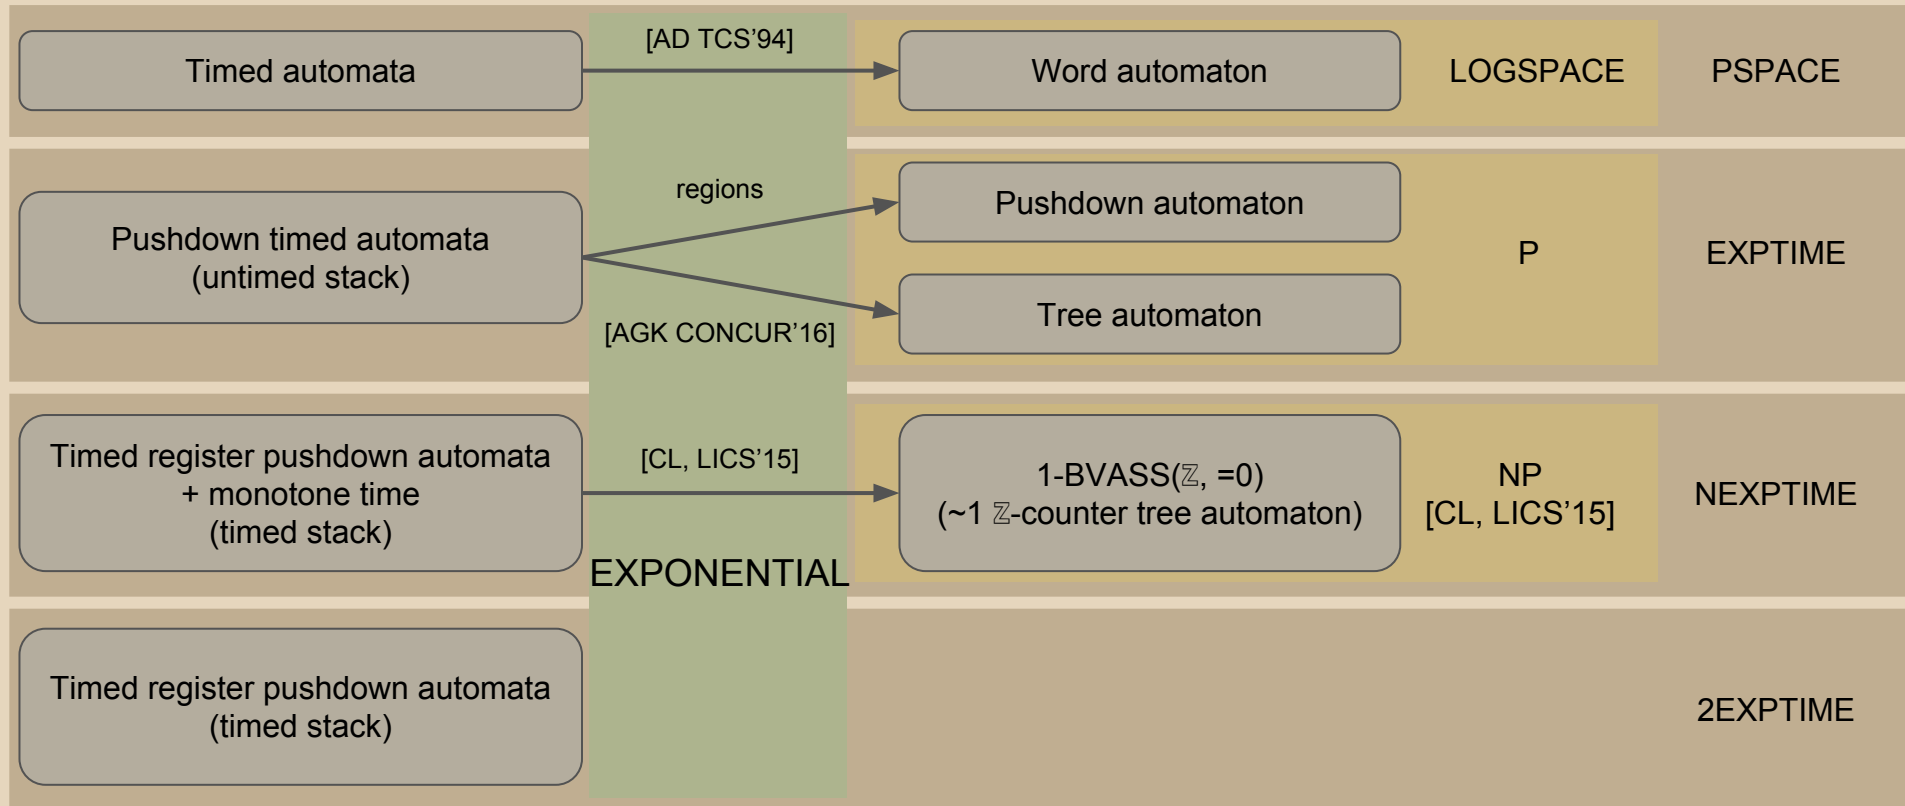 [AD TCS’94]
Timed automata
Word automaton
LOGSPACE
PSPACE
regions
Pushdown automaton
Pushdown timed automata
(untimed stack)
P
EXPTIME
Tree automaton
[AGK CONCUR’16]
Timed register pushdown automata
+ monotone time
(timed stack)
[CL, LICS’15]
1-BVASS(ℤ, =0)
(~1 ℤ-counter tree automaton)
NP
[CL, LICS’15]
NEXPTIME
EXPONENTIAL
Timed register pushdown automata
(timed stack)
2EXPTIME